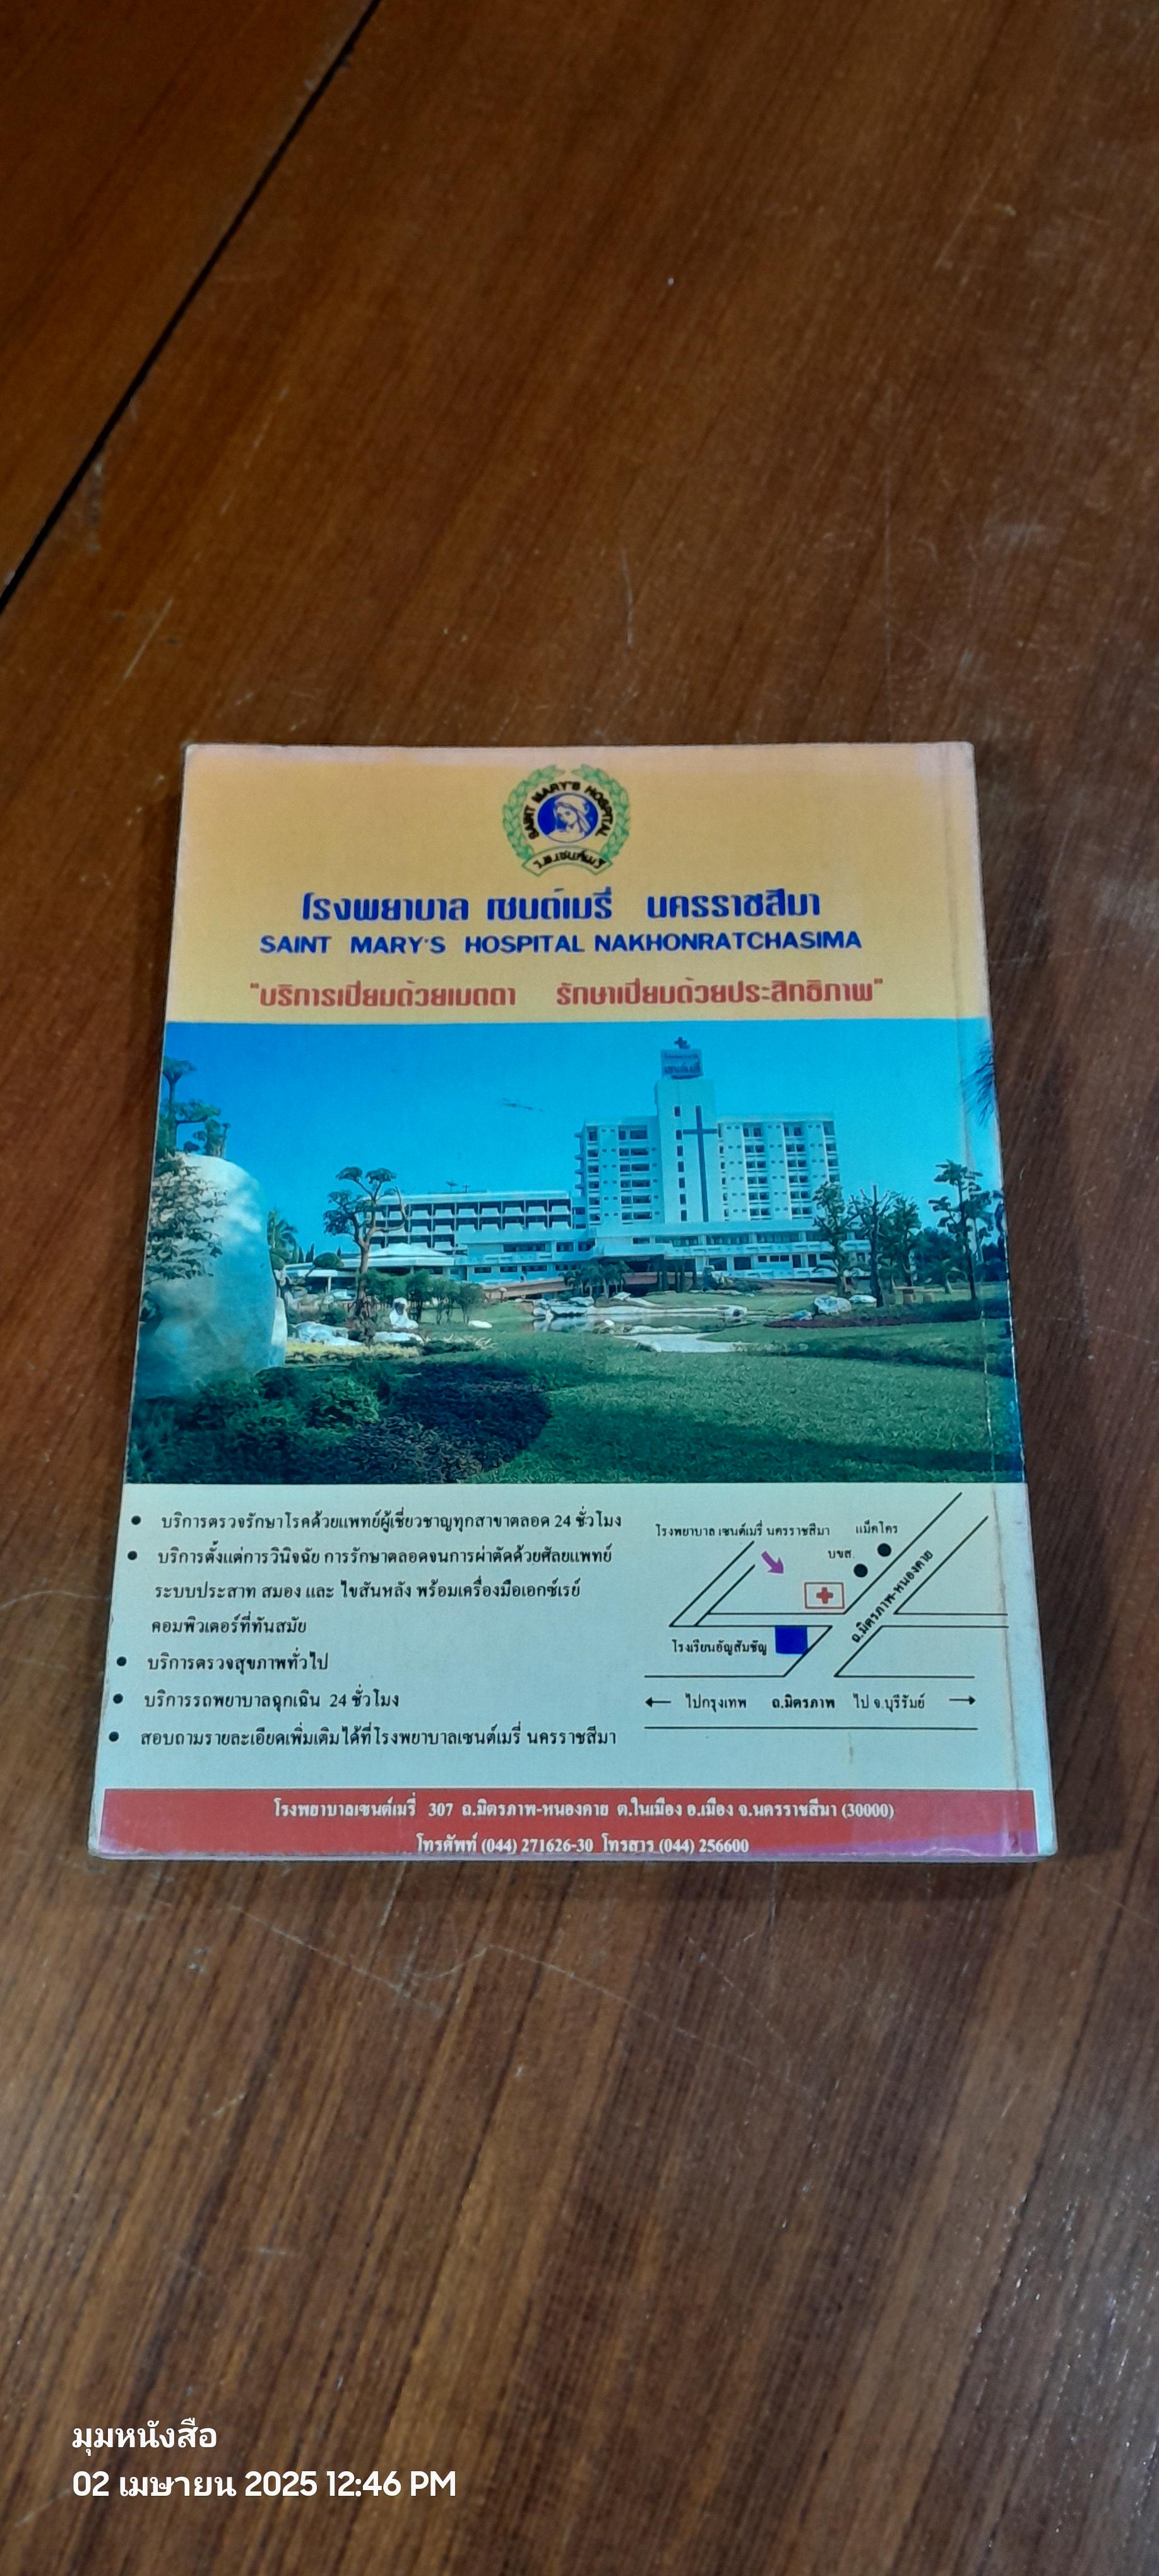 SAINT MARY'S HOSPITAL
ร.พ.เซนต์เมรี่
โรงพยาบาล เซนต์เมรี่ นครราชสีมา
SAINT MARY'S HOSPITAL NAKHONRATCHASIMA
"บริการเปี่ยมด้วยเมตตา รักษาเปี่ยมด้วยประสิทธิภาพ"
เซนต์เมรี่
● บริการตรวจรักษาโรคด้วยแพทย์ผู้เชี่ยวชาญทุกสาขาตลอด 24 ชั่วโมง
● บริการตั้งแต่การวินิจฉัย การรักษาตลอดจนการผ่าตัดด้วยศัลยแพทย์
ระบบประสาท สมอง และ ไขสันหลัง พร้อมเครื่องมือเอกซ์เรย์
คอมพิวเตอร์ที่ทันสมัย
● บริการตรวจสุขภาพทั่วไป
● บริการรถพยาบาลฉุกเฉิน 24 ชั่วโมง
● สอบถามรายละเอียดเพิ่มเติมได้ที่โรงพยาบาลเซนต์เมรี่ นครราชสีมา
โรงพยาบาล เซนต์เมรี่ นครราชสีมา
แม็คโคร
บขส.
ถ.มิตรภาพ-หนองคาย
โรงเรียนอัสสัมชัญ
← ไปกรุงเทพ ถ.มิตรภาพ ไป จ.บุรีรัมย์ →
โรงพยาบาลเซนต์เมรี่ 307 ถ.มิตรภาพ-หนองคาย ต.ในเมือง อ.เมือง จ.นครราชสีมา (30000)
โทรศัพท์ (044) 271626-30 โทรสาร (044) 256600
มุมหนังสือ
02 เมษายน 2025 12:46 PM